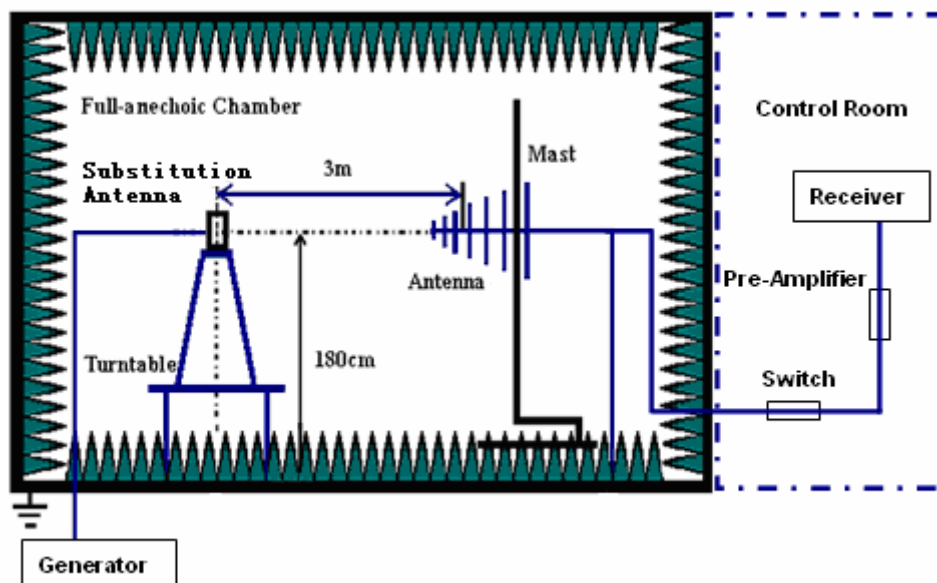 Full-anechoic Chamber
Control Room
Substitution
Antenna
3m
Mast
Receiver
Antenna
Pre-Amplifier
Turntable
180cm
Switch
Generator